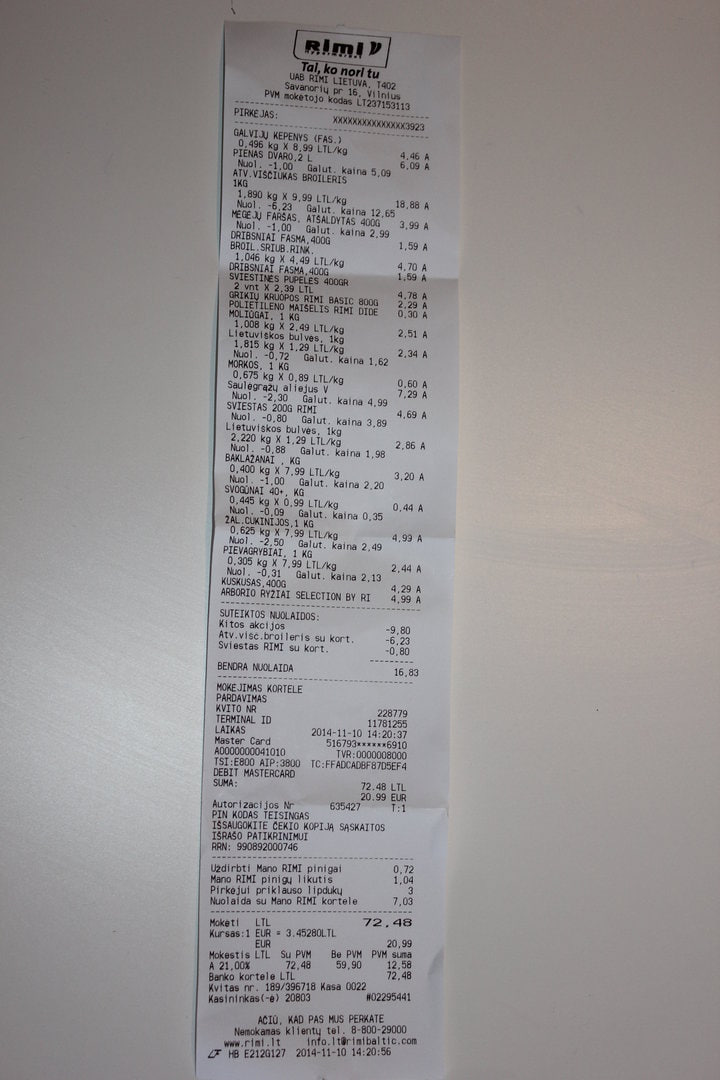 RIMI
HYPERMARKET
Tai, ko nori tu
UAB RIMI LIETUVA, T402
Savanorių pr 16, Vilnius
PVM mokėtojo kodas LT237153113
PIRKĖJAS: XXXXXXXXXXXXXXX3923
GALVIJŲ KEPENYS (FAS.)
0,496 kg X 8,99 LTL/kg 4,46 A
PIENAS DVARO,2 L 6,09 A
Nuol. -1,00 Galut. kaina 5,09
ATV.VIŠČIUKAS BROILERIS
1KG
1,890 kg X 9,99 LTL/kg 18,88 A
Nuol. -6,23 Galut. kaina 12,65
MĖGĖJŲ FARŠAS, ATŠALDYTAS 400G 3,99 A
Nuol. -1,00 Galut. kaina 2,99
DRIBSNIAI FASMA,400G 1,59 A
BROIL.SRIUB.RINK.
1,046 kg X 4,49 LTL/kg 4,70 A
DRIBSNIAI FASMA,400G 1,59 A
SVIESTINĖS PUPELĖS 400GR
2 vnt X 2,39 LTL 4,78 A
GRIKIŲ KRUOPOS RIMI BASIC 800G 2,29 A
POLIETILENO MAIŠELIS RIMI DIDE 0,30 A
MOLIŪGAI, 1 KG
1,008 kg X 2,49 LTL/kg 2,51 A
Lietuviškos bulvės, 1kg
1,815 kg X 1,29 LTL/kg 2,34 A
Nuol. -0,72 Galut. kaina 1,62
MORKOS, 1 KG
0,675 kg X 0,89 LTL/kg 0,60 A
Saulėgrąžų aliejus V 7,29 A
Nuol. -2,30 Galut. kaina 4,99
SVIESTAS 200G RIMI 4,69 A
Nuol. -0,80 Galut. kaina 3,89
Lietuviškos bulvės, 1kg
2,220 kg X 1,29 LTL/kg 2,86 A
Nuol. -0,88 Galut. kaina 1,98
BAKLAŽANAI , KG
0,400 kg X 7,99 LTL/kg 3,20 A
Nuol. -1,00 Galut. kaina 2,20
SVOGŪNAI 40+, KG
0,445 kg X 0,99 LTL/kg 0,44 A
Nuol. -0,09 Galut. kaina 0,35
ŽAL.CUKINIJOS,1 KG
0,625 kg X 7,99 LTL/kg 4,99 A
Nuol. -2,50 Galut. kaina 2,49
PIEVAGRYBIAI, 1 KG
0,305 kg X 7,99 LTL/kg 2,44 A
Nuol. -0,31 Galut. kaina 2,13
KUSKUSAS,400G 4,29 A
ARBORIO RYŽIAI SELECTION BY RI 4,99 A
SUTEIKTOS NUOLAIDOS:
Kitos akcijos -9,80
Atv.višč.broileris su kort. -6,23
Sviestas RIMI su kort. -0,80
BENDRA NUOLAIDA 16,83
MOKĖJIMAS KORTELE
PARDAVIMAS
KVITO NR 228779
TERMINAL ID 11781255
LAIKAS 2014-11-10 14:20:37
Master Card 516793******6910
A0000000041010 TVR:0000008000
TSI:E800 AIP:3800 TC:FFADCADBF87D5EF4
DEBIT MASTERCARD
SUMA: 72.48 LTL
20.99 EUR
Autorizacijos Nr 635427 T:1
PIN KODAS TEISINGAS
IŠSAUGOKITE ČEKIO KOPIJĄ SĄSKAITOS
IŠRAŠO PATIKRINIMUI
RRN: 990892000746
Uždirbti Mano RIMI pinigai 0,72
Mano RIMI pinigų likutis 1,04
Pirkėjui priklauso lipdukų 3
Nuolaida su Mano RIMI kortele 7,03
Mokėti LTL 72,48
Kursas:1 EUR = 3.45280LTL
EUR 20,99
Mokestis LTL Su PVM Be PVM PVM suma
A 21,00% 72,48 59,90 12,58
Banko kortele LTL 72,48
Kvitas nr. 189/396718 Kasa 0022
Kasininkas(-ė) 20803 #02295441
AČIŪ, KAD PAS MUS PERKATE
Nemokamas klientų tel. 8-800-29000
www.rimi.lt info.lt@rimibaltic.com
HB E212G127 2014-11-10 14:20:56